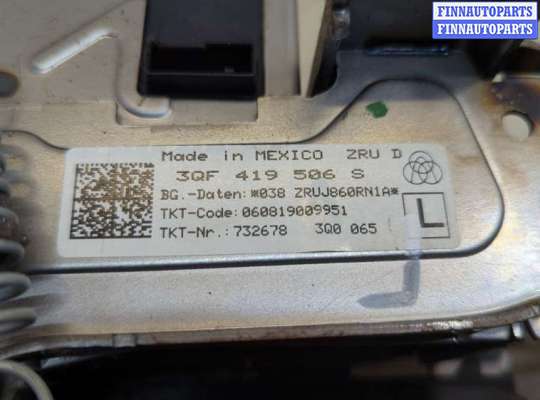 FINNAUTOPARTS
FINNAUTOPARTS
Made in MEXICO ZRU D
3QF 419 506 S
BG.-Daten:*038 ZRUJ860RN1A*
TKT-Code:060819009951
TKT-Nr.:732678 3Q0 065
L